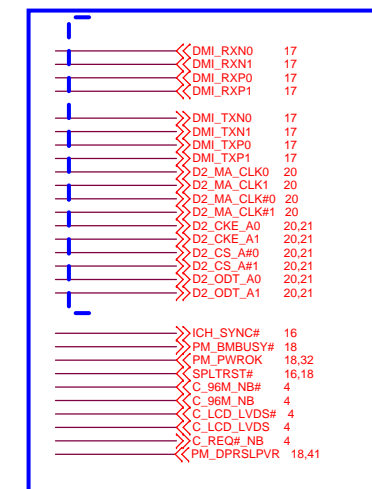 DMI_RXN0 17
DMI_RXN1 17
DMI_RXP0 17
DMI_RXP1 17
DMI_TXN0 17
DMI_TXN1 17
DMI_TXP0 17
DMI_TXP1 17
D2_MA_CLK0 20
D2_MA_CLK1 20
D2_MA_CLK#0 20
D2_MA_CLK#1 20
D2_CKE_A0 20,21
D2_CKE_A1 20,21
D2_CS_A#0 20,21
D2_CS_A#1 20,21
D2_ODT_A0 20,21
D2_ODT_A1 20,21
ICH_SYNC# 16
PM_BMBUSY# 18
PM_PWROK 18,32
SPLTRST# 16,18
C_96M_NB# 4
C_96M_NB 4
C_LCD_LVDS# 4
C_LCD_LVDS 4
C_REQ#_NB 4
PM_DPRSLPVR 18,41